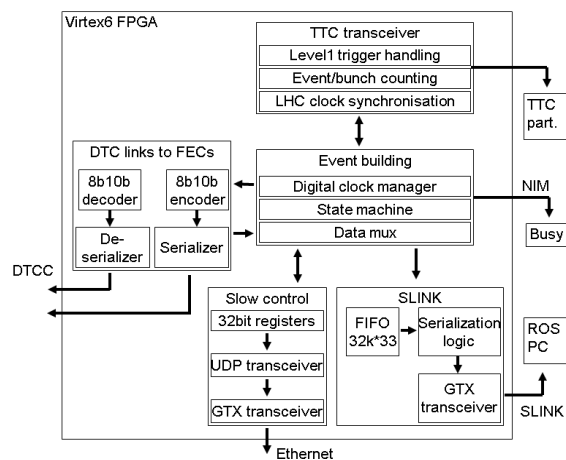 Virtex6 FPGA
TTC transceiver
Level1 trigger handling
Event/bunch counting
LHC clock synchronisation
TTC
part.
DTC links to FECs
8b10b
decoder
8b10b
encoder
De-
serializer
Serializer
Event building
Digital clock manager
State machine
Data mux
NIM
Busy
DTCC
Slow control
32bit registers
UDP transceiver
GTX transceiver
SLINK
FIFO
32k*33
Serialization
logic
GTX
transceiver
ROS
PC
SLINK
Ethernet